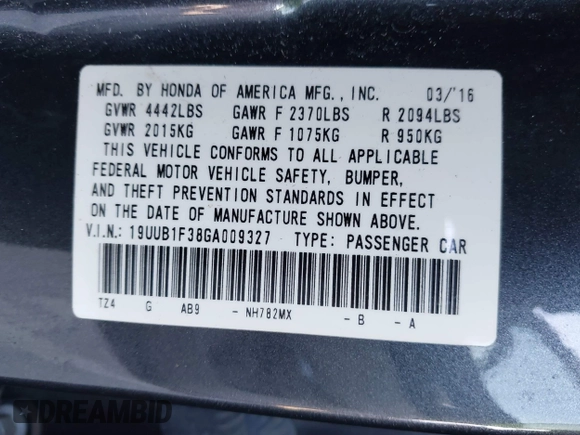 MFD. BY HONDA OF AMERICA MFG., INC. 03/'16
GVWR 4442LBS GAWR F 2370LBS R 2094LBS
GVWR 2015KG GAWR F 1075KG R 950KG
THIS VEHICLE CONFORMS TO ALL APPLICABLE
FEDERAL MOTOR VEHICLE SAFETY, BUMPER,
AND THEFT PREVENTION STANDARDS IN EFFECT
ON THE DATE OF MANUFACTURE SHOWN ABOVE.
V.I.N.: 19UUB1F38GA009327 TYPE: PASSENGER CAR
TZ4 G AB9 - NH782MX - B - A
DREAMBID